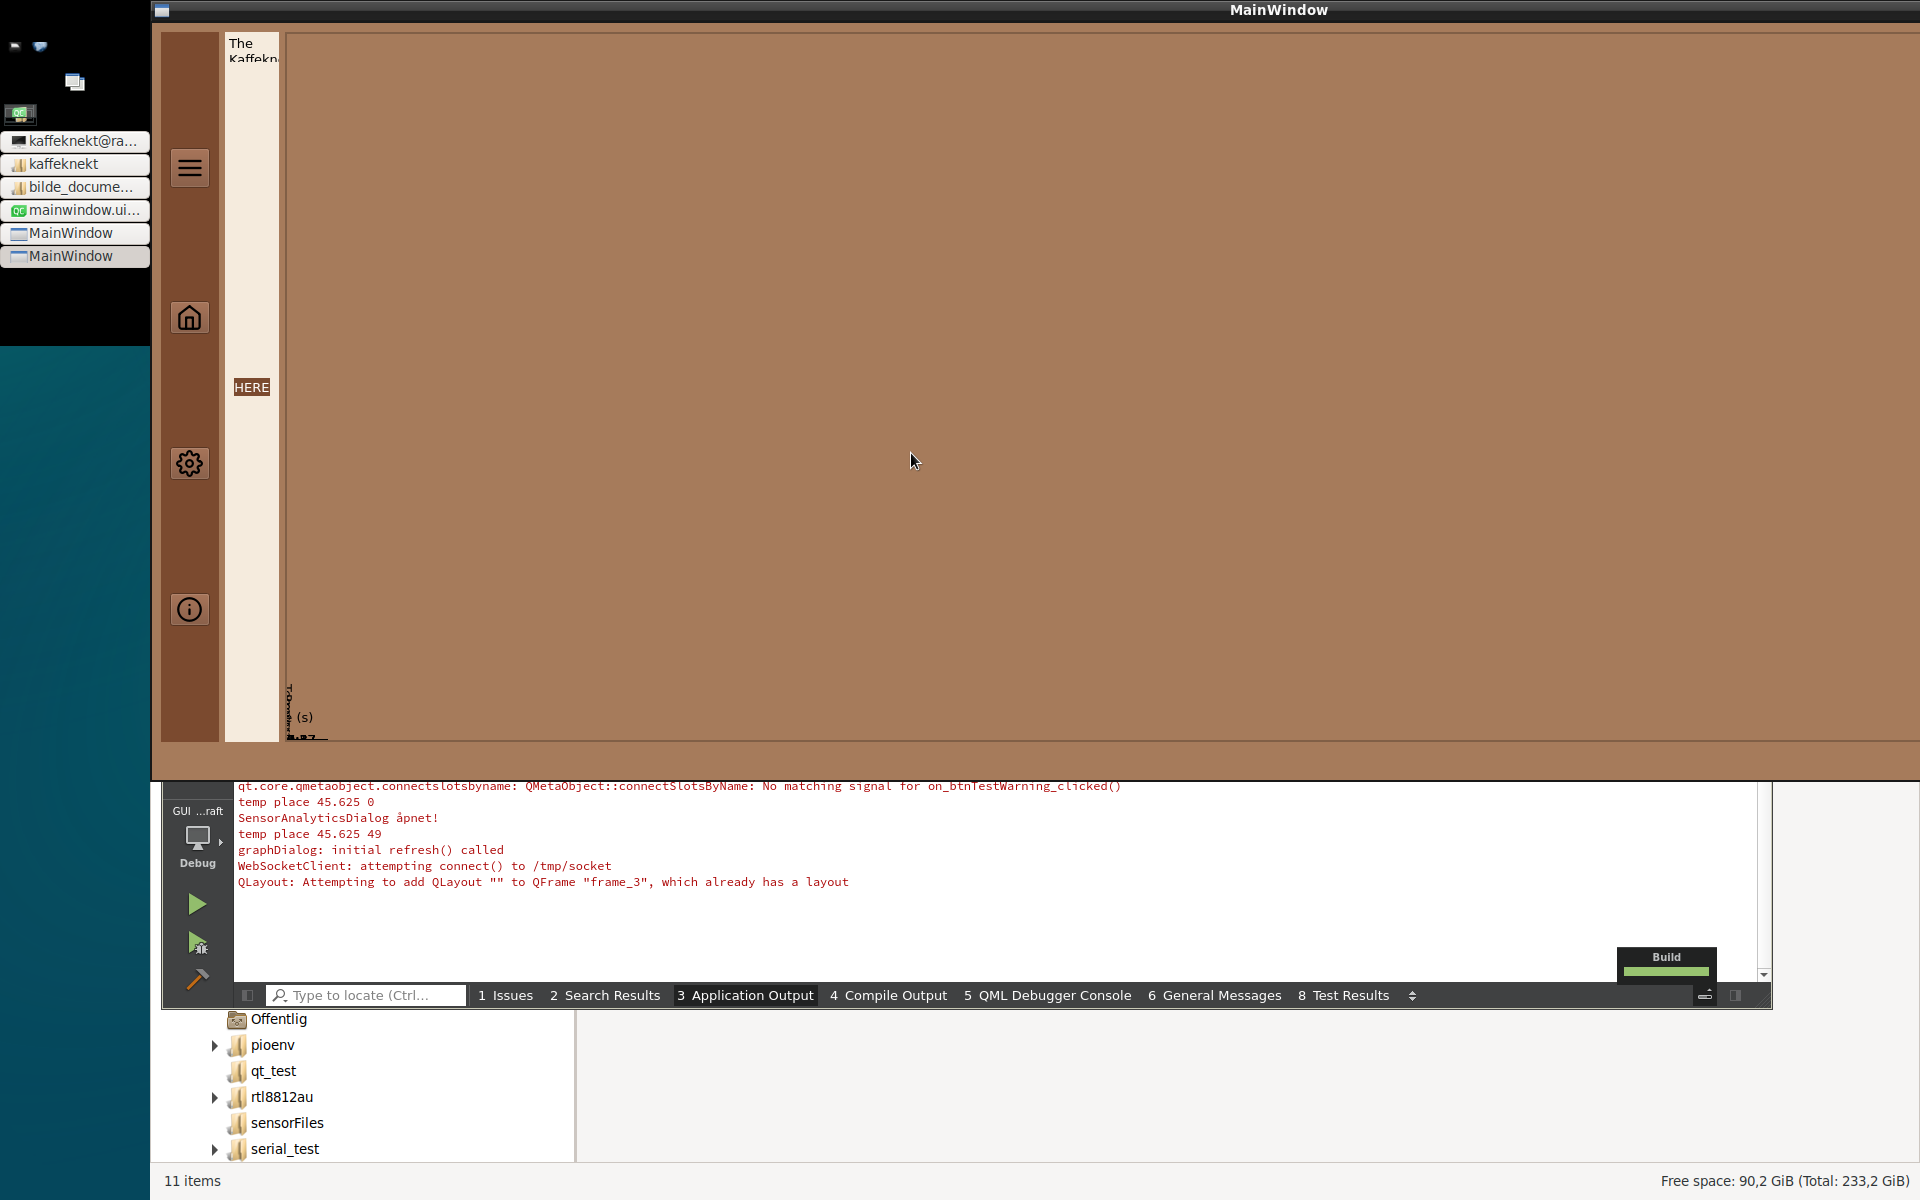 MainWindow
kaffeknekt@ra...
kaffeknekt
bilde_docume...
mainwindow.ui...
MainWindow
MainWindow
The
Kaffekn
HERE
(s)
qt.core.qmetaobject.connectslotsbyname: QMetaObject::connectSlotsByName: No matching signal for on_btnTestWarning_clicked()
temp place 45.625 0
SensorAnalyticsDialog åpnet!
temp place 45.625 49
graphDialog: initial refresh() called
WebSocketClient: attempting connect() to /tmp/socket
QLayout: Attempting to add QLayout "" to QFrame "frame_3", which already has a layout
GUI ...raft
Debug
Build
Type to locate (Ctrl...
1 Issues
2 Search Results
3 Application Output
4 Compile Output
5 QML Debugger Console
6 General Messages
8 Test Results
Offentlig
pioenv
qt_test
rtl8812au
sensorFiles
serial_test
11 items
Free space: 90,2 GiB (Total: 233,2 GiB)